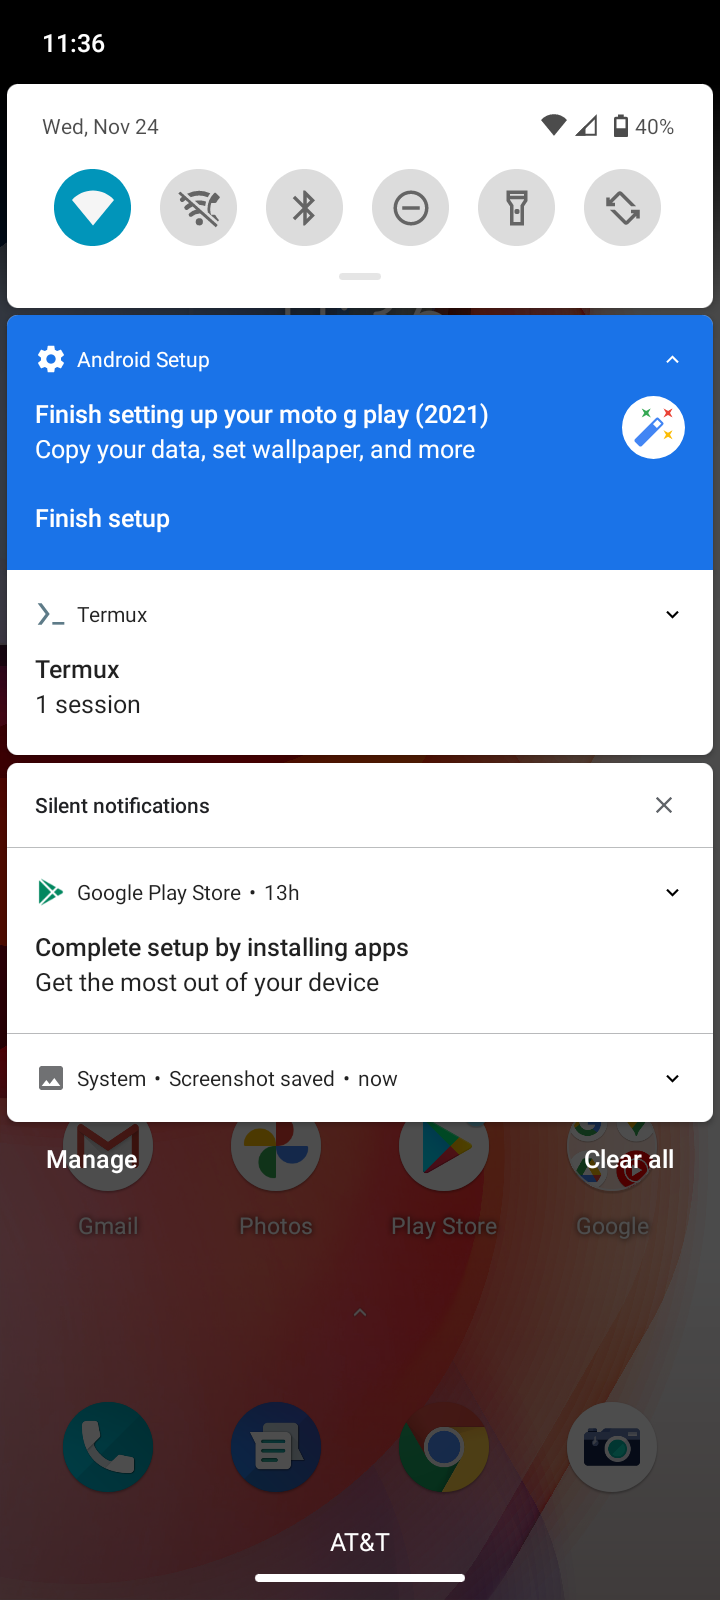 11:36
Wed, Nov 24
40%
Android Setup
Finish setting up your moto g play (2021)
Copy your data, set wallpaper, and more
Finish setup
Termux
Termux
1 session
Silent notifications
Google Play Store • 13h
Complete setup by installing apps
Get the most out of your device
System • Screenshot saved • now
Manage
Clear all
Gmail
Photos
Play Store
Google
AT&T